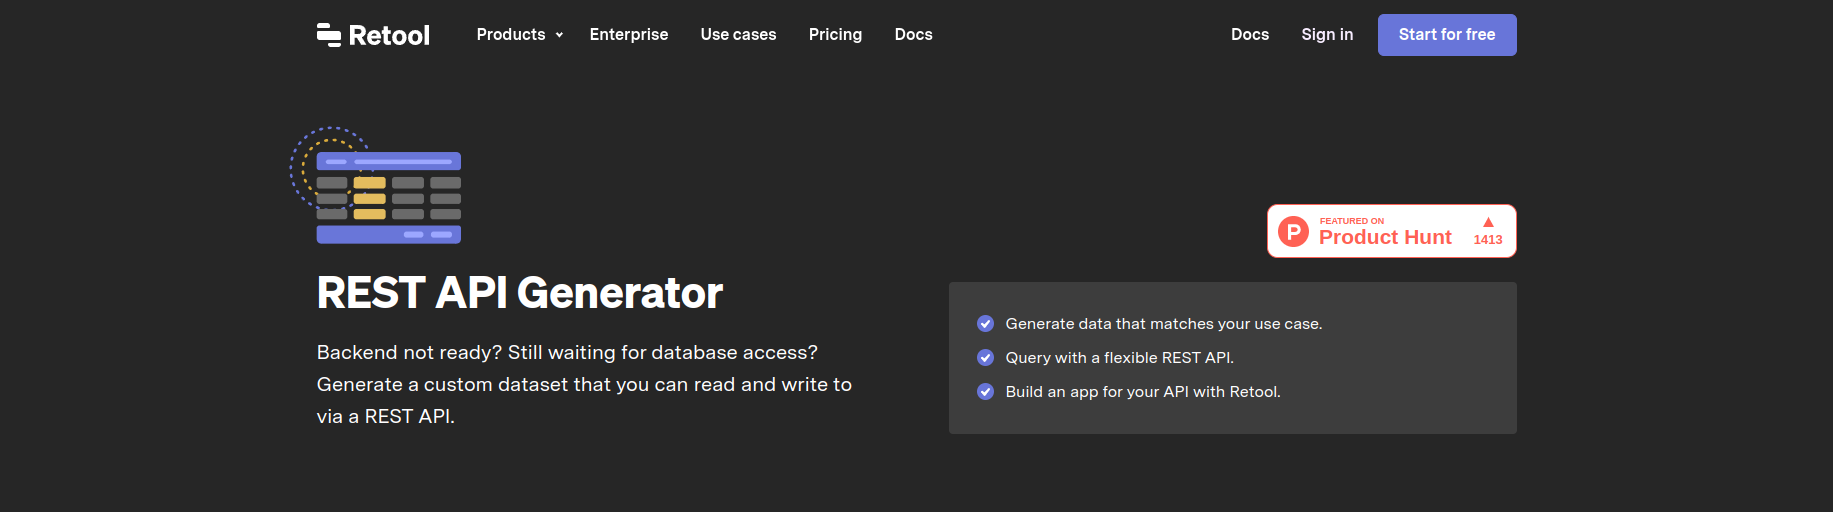 Retool Products Enterprise Use cases Pricing Docs Docs Sign in Start for free
FEATURED ON
P Product Hunt 1413
REST API Generator
Backend not ready? Still waiting for database access?
Generate a custom dataset that you can read and write to
via a REST API.
Generate data that matches your use case.
Query with a flexible REST API.
Build an app for your API with Retool.